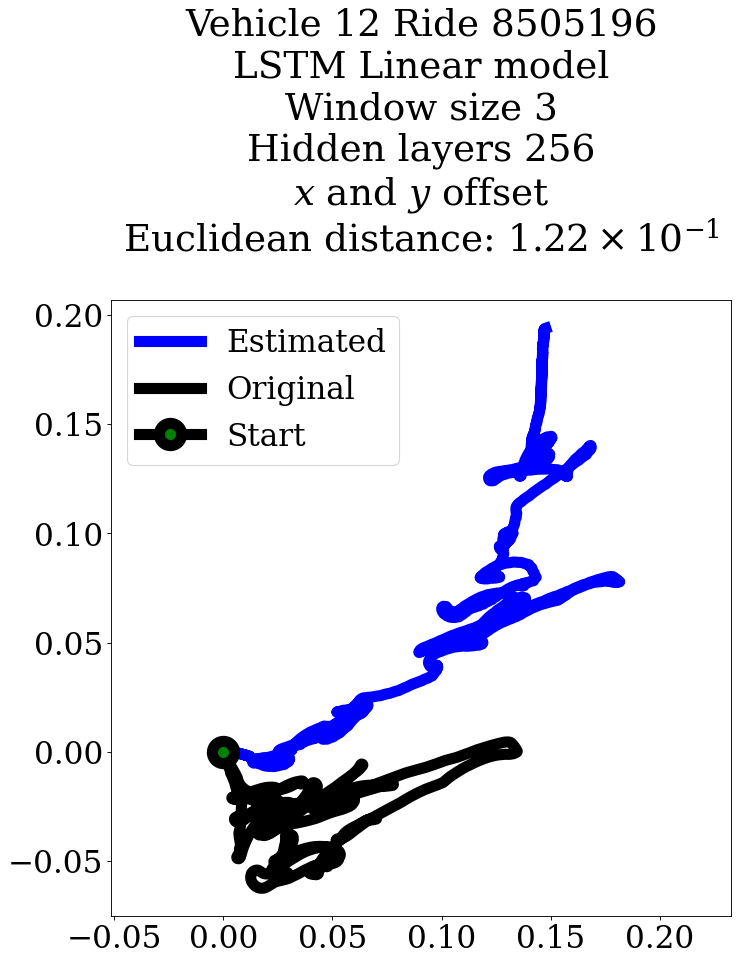 Vehicle 12 Ride 8505196
LSTM Linear model
Window size 3
Hidden layers 256
x and y offset
Euclidean distance: 1.22 × 10⁻¹
Estimated
Original
Start
0.20
0.15
0.10
0.05
0.00
−0.05
−0.05 0.00 0.05 0.10 0.15 0.20